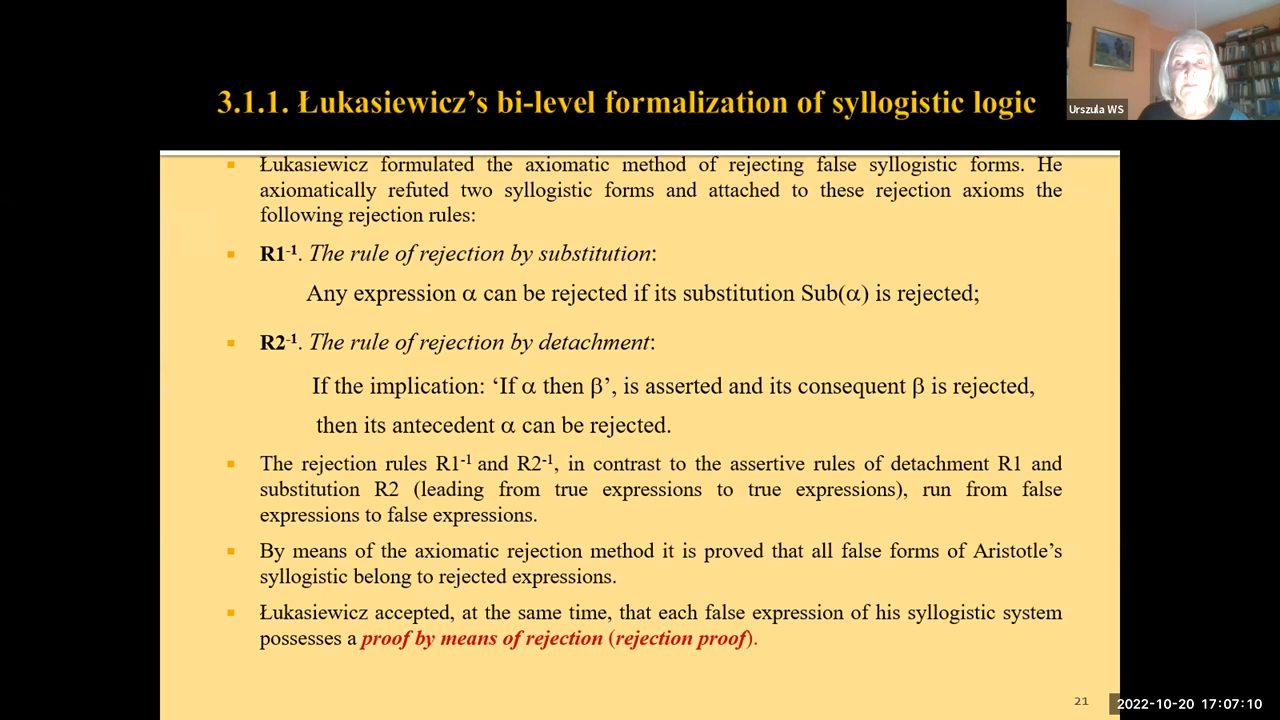 3.1.1. Łukasiewicz’s bi-level formalization of syllogistic logic
Urszula WS
▪ Łukasiewicz formulated the axiomatic method of rejecting false syllogistic forms. He
axiomatically refuted two syllogistic forms and attached to these rejection axioms the
following rejection rules:
▪ R1⁻¹. The rule of rejection by substitution:
Any expression α can be rejected if its substitution Sub(α) is rejected;
▪ R2⁻¹. The rule of rejection by detachment:
If the implication: ‘If α then β’, is asserted and its consequent β is rejected,
then its antecedent α can be rejected.
▪ The rejection rules R1⁻¹ and R2⁻¹, in contrast to the assertive rules of detachment R1 and
substitution R2 (leading from true expressions to true expressions), run from false
expressions to false expressions.
▪ By means of the axiomatic rejection method it is proved that all false forms of Aristotle’s
syllogistic belong to rejected expressions.
▪ Łukasiewicz accepted, at the same time, that each false expression of his syllogistic system
possesses a proof by means of rejection (rejection proof).
21
2022-10-20 17:07:10